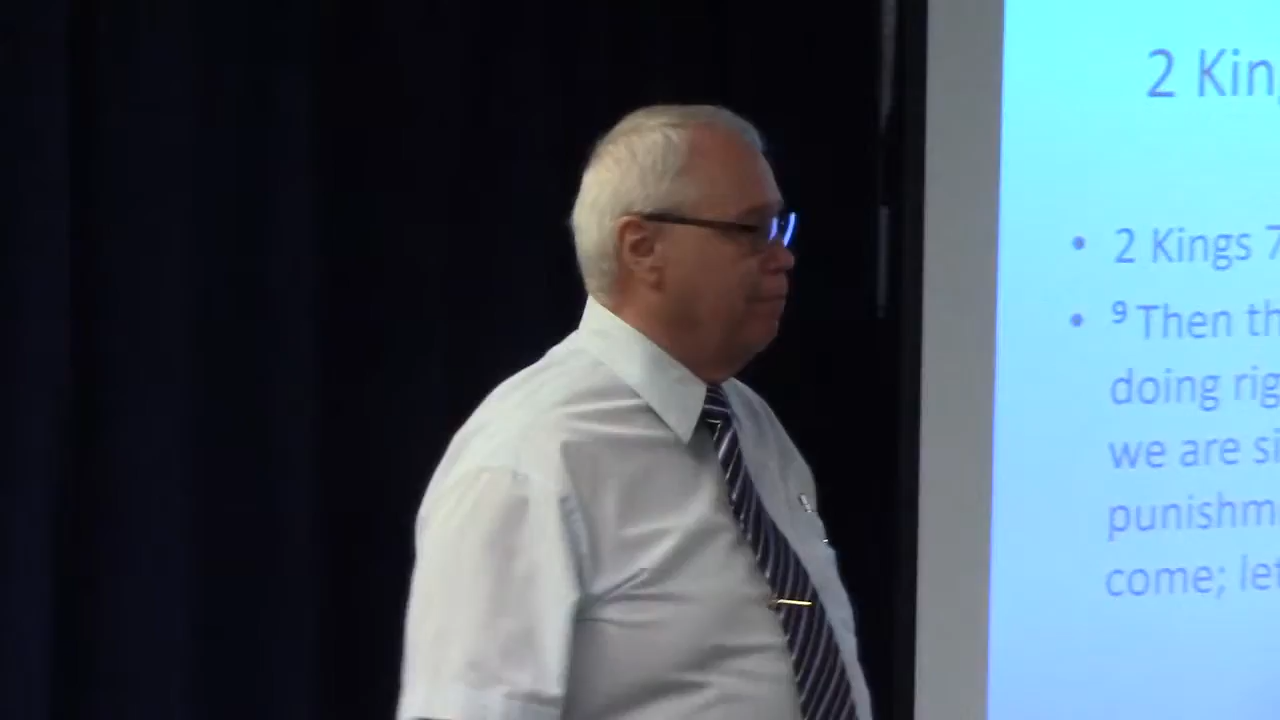 2 Kin
• 2 Kings 7
• 9 Then th
doing rig
we are si
punishm
come; let